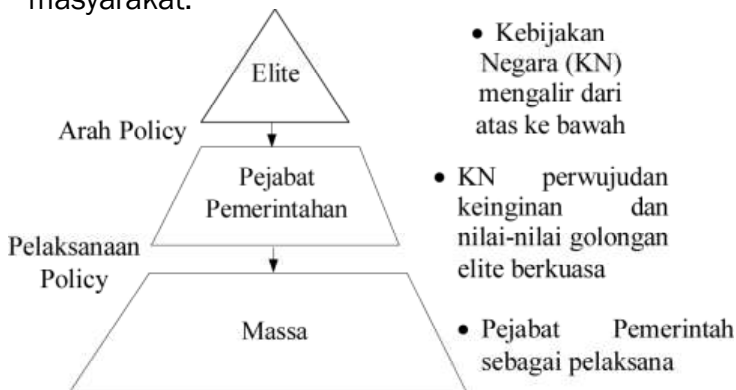 masyarakat.
Elite
Arah Policy
Pejabat
Pemerintahan
Pelaksanaan
Policy
Massa
• Kebijakan
Negara (KN)
mengalir dari
atas ke bawah
• KN perwujudan
keinginan dan
nilai-nilai golongan
elite berkuasa
• Pejabat Pemerintah
sebagai pelaksana